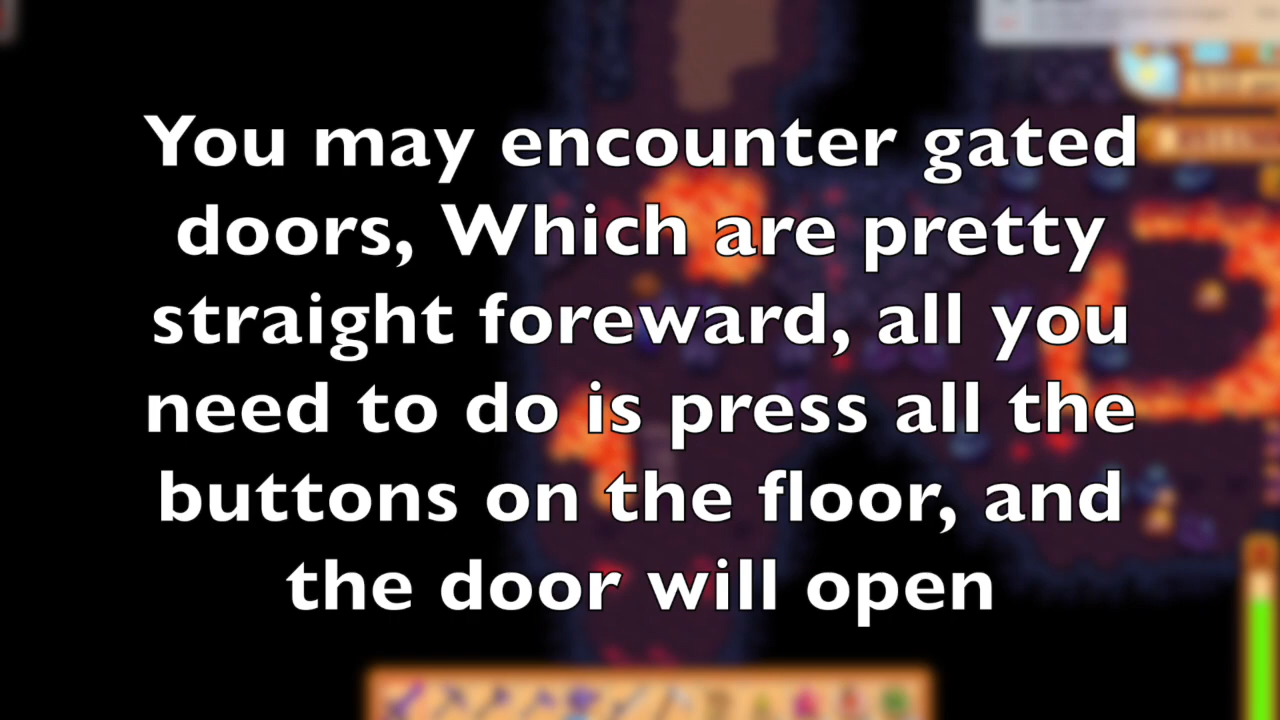 You may encounter gated
doors, Which are pretty
straight foreward, all you
need to do is press all the
buttons on the floor, and
the door will open